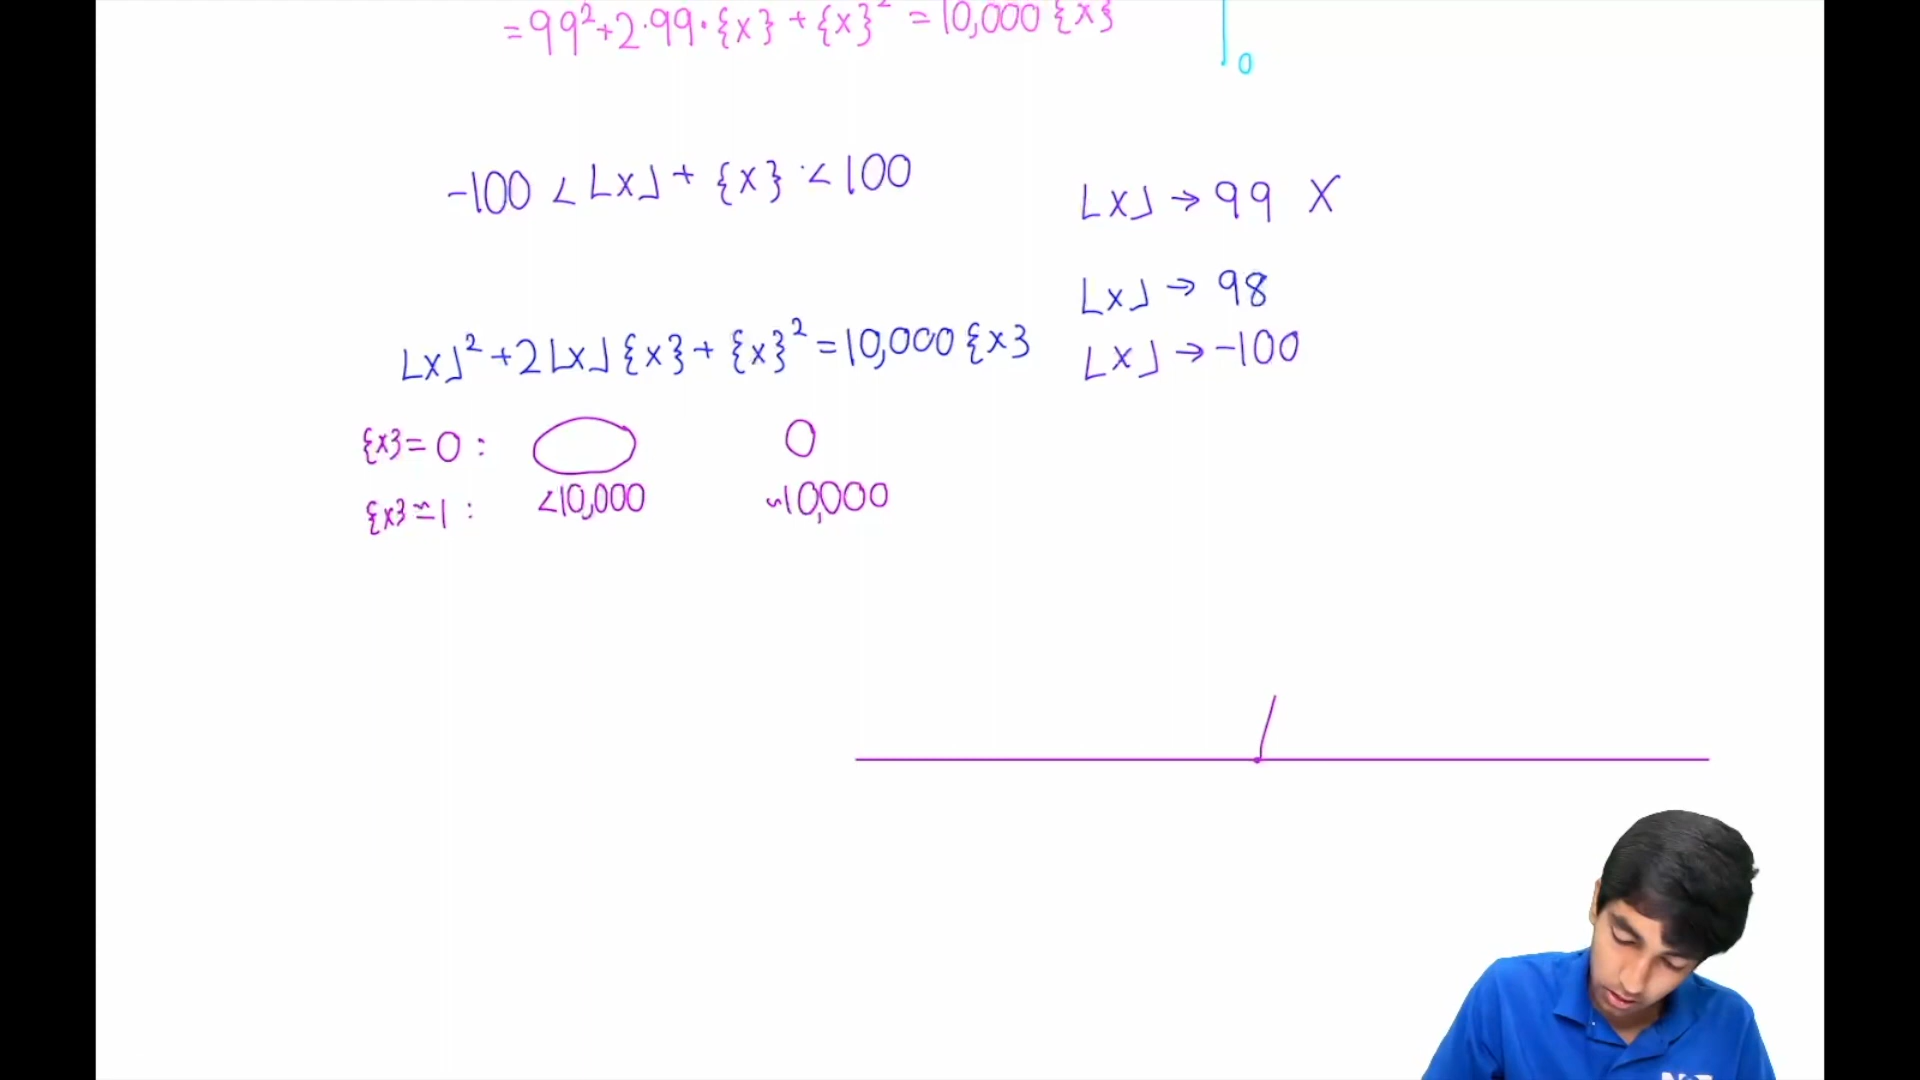 = 99² + 2·99·{x} + {x}² = 10,000 {x}
0
-100 < ⌊x⌋ + {x} < 100
⌊x⌋ → 99 X
⌊x⌋ → 98
⌊x⌋² + 2⌊x⌋{x} + {x}² = 10,000 {x}
⌊x⌋ → -100
{x} = 0 : 0
{x} ≈ 1 : <10,000 ~10,000